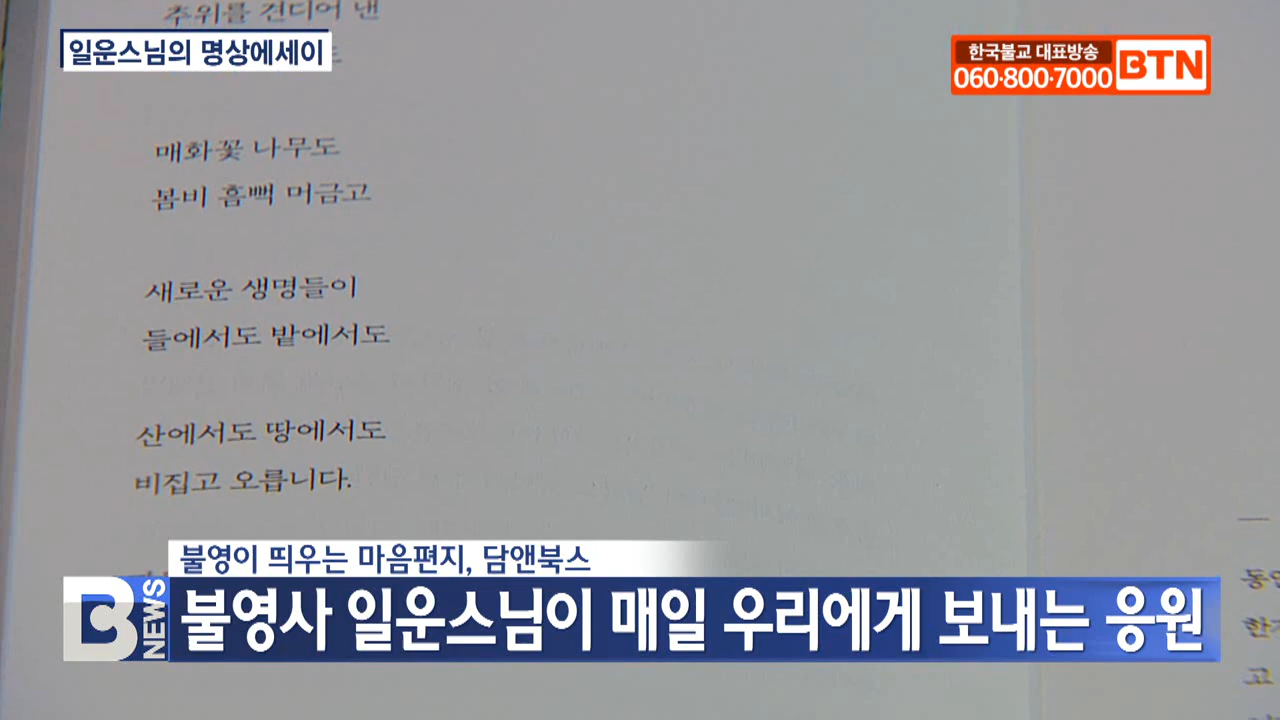 추위를 견디어 낸
일운스님의 명상에세이
한국불교 대표방송
060·800·7000
BTN
매화꽃 나무도
봄비 흠뻑 머금고
새로운 생명들이
들에서도 밭에서도
산에서도 땅에서도
비집고 오릅니다.
불영이 띄우는 마음편지, 담앤북스
B NEWS
불영사 일운스님이 매일 우리에게 보내는 응원
한
고